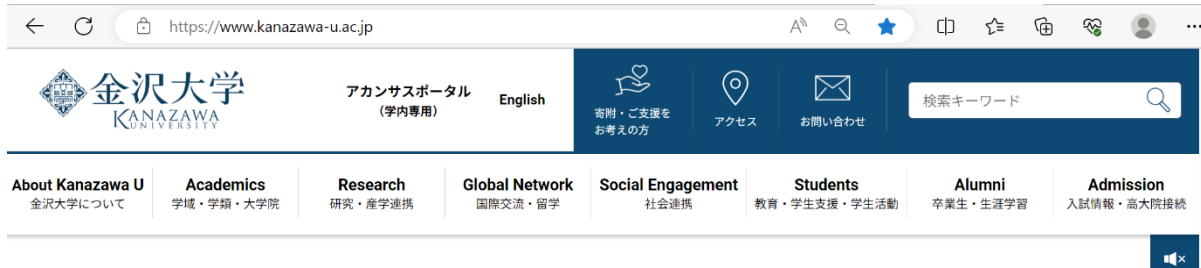 https://www.kanazawa-u.ac.jp
金沢大学
KANAZAWA
UNIVERSITY
アカンサスポータル
（学内専用）
English
寄附・ご支援を
お考えの方
アクセス
お問い合わせ
検索キーワード
About Kanazawa U
金沢大学について
Academics
学域・学類・大学院
Research
研究・産学連携
Global Network
国際交流・留学
Social Engagement
社会連携
Students
教育・学生支援・学生活動
Alumni
卒業生・生涯学習
Admission
入試情報・高大院接続